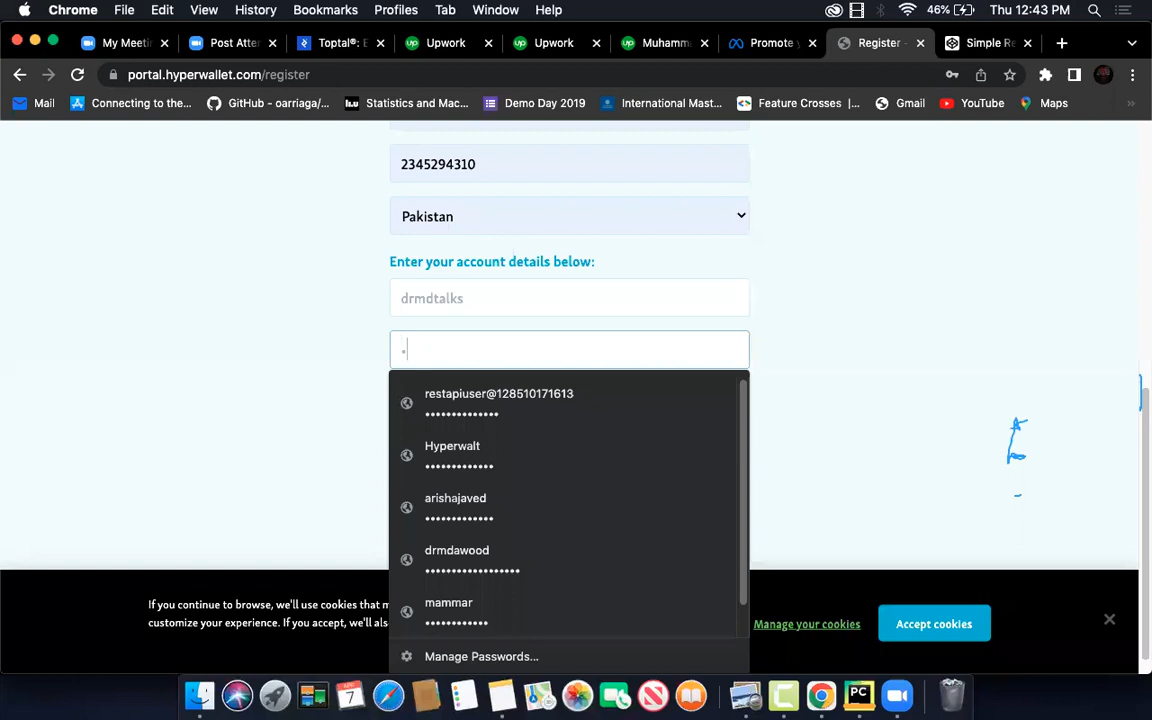 Chrome File Edit View History Bookmarks Profiles Tab Window Help 46% Thu 12:43 PM
My Meeti Post Atter Toptal®: E Upwork Upwork Muhamm Promote y Register - Simple Re
portal.hyperwallet.com/register
Mail Connecting to the... GitHub - oarriaga/... Statistics and Mac... Demo Day 2019 International Mast... Feature Crosses |... Gmail YouTube Maps
2345294310
Pakistan
Enter your account details below:
drmdtalks
•
restapiuser@128510171613
••••••••••••••
Hyperwalt
•••••••••••••
arishajaved
•••••••••••••
drmdawood
••••••••••••••••••
mammar
••••••••••••
Manage Passwords...
If you continue to browse, we'll use cookies that m
customize your experience. If you accept, we'll als
Manage your cookies
Accept cookies
7
PC